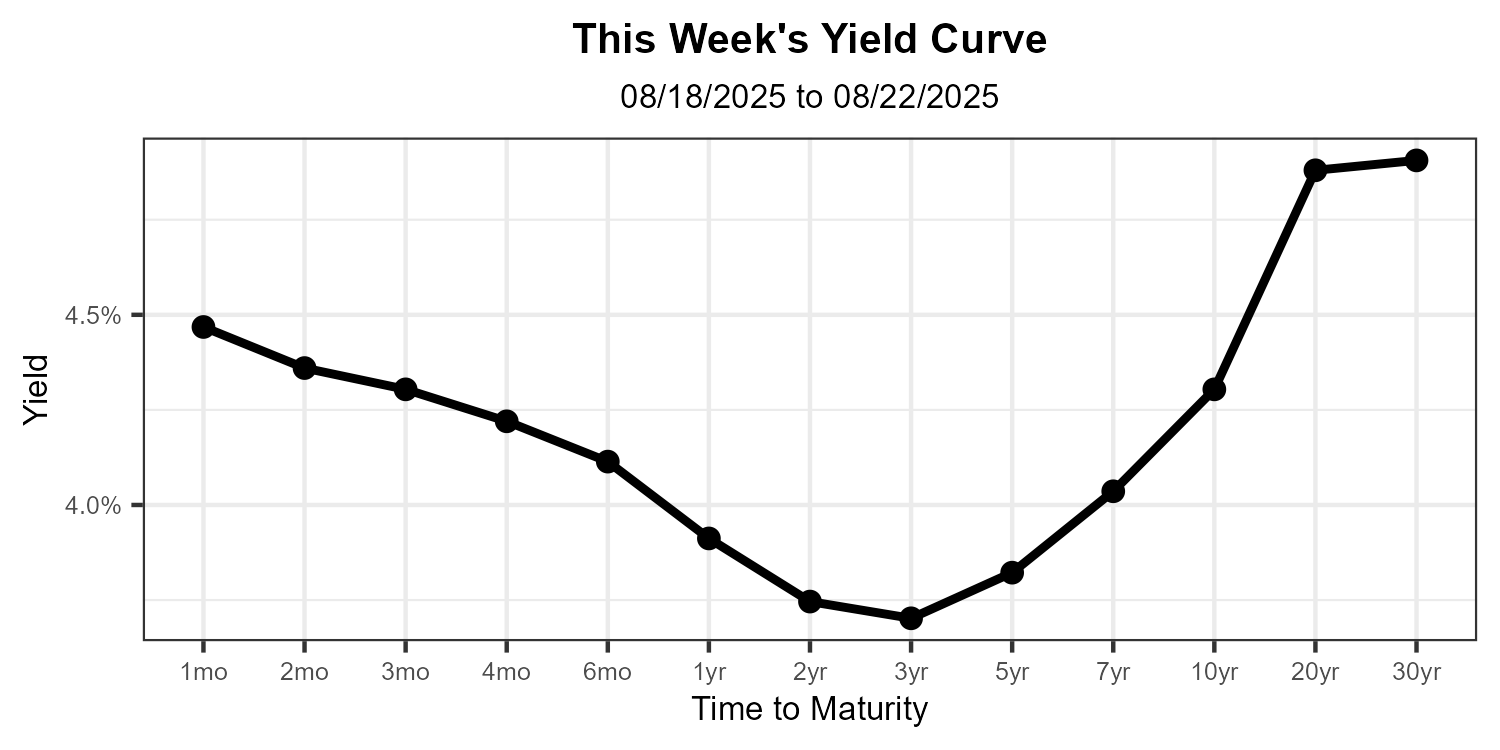 This Week's Yield Curve
08/18/2025 to 08/22/2025
Yield
4.5%
4.0%
1mo 2mo 3mo 4mo 6mo 1yr 2yr 3yr 5yr 7yr 10yr 20yr 30yr
Time to Maturity